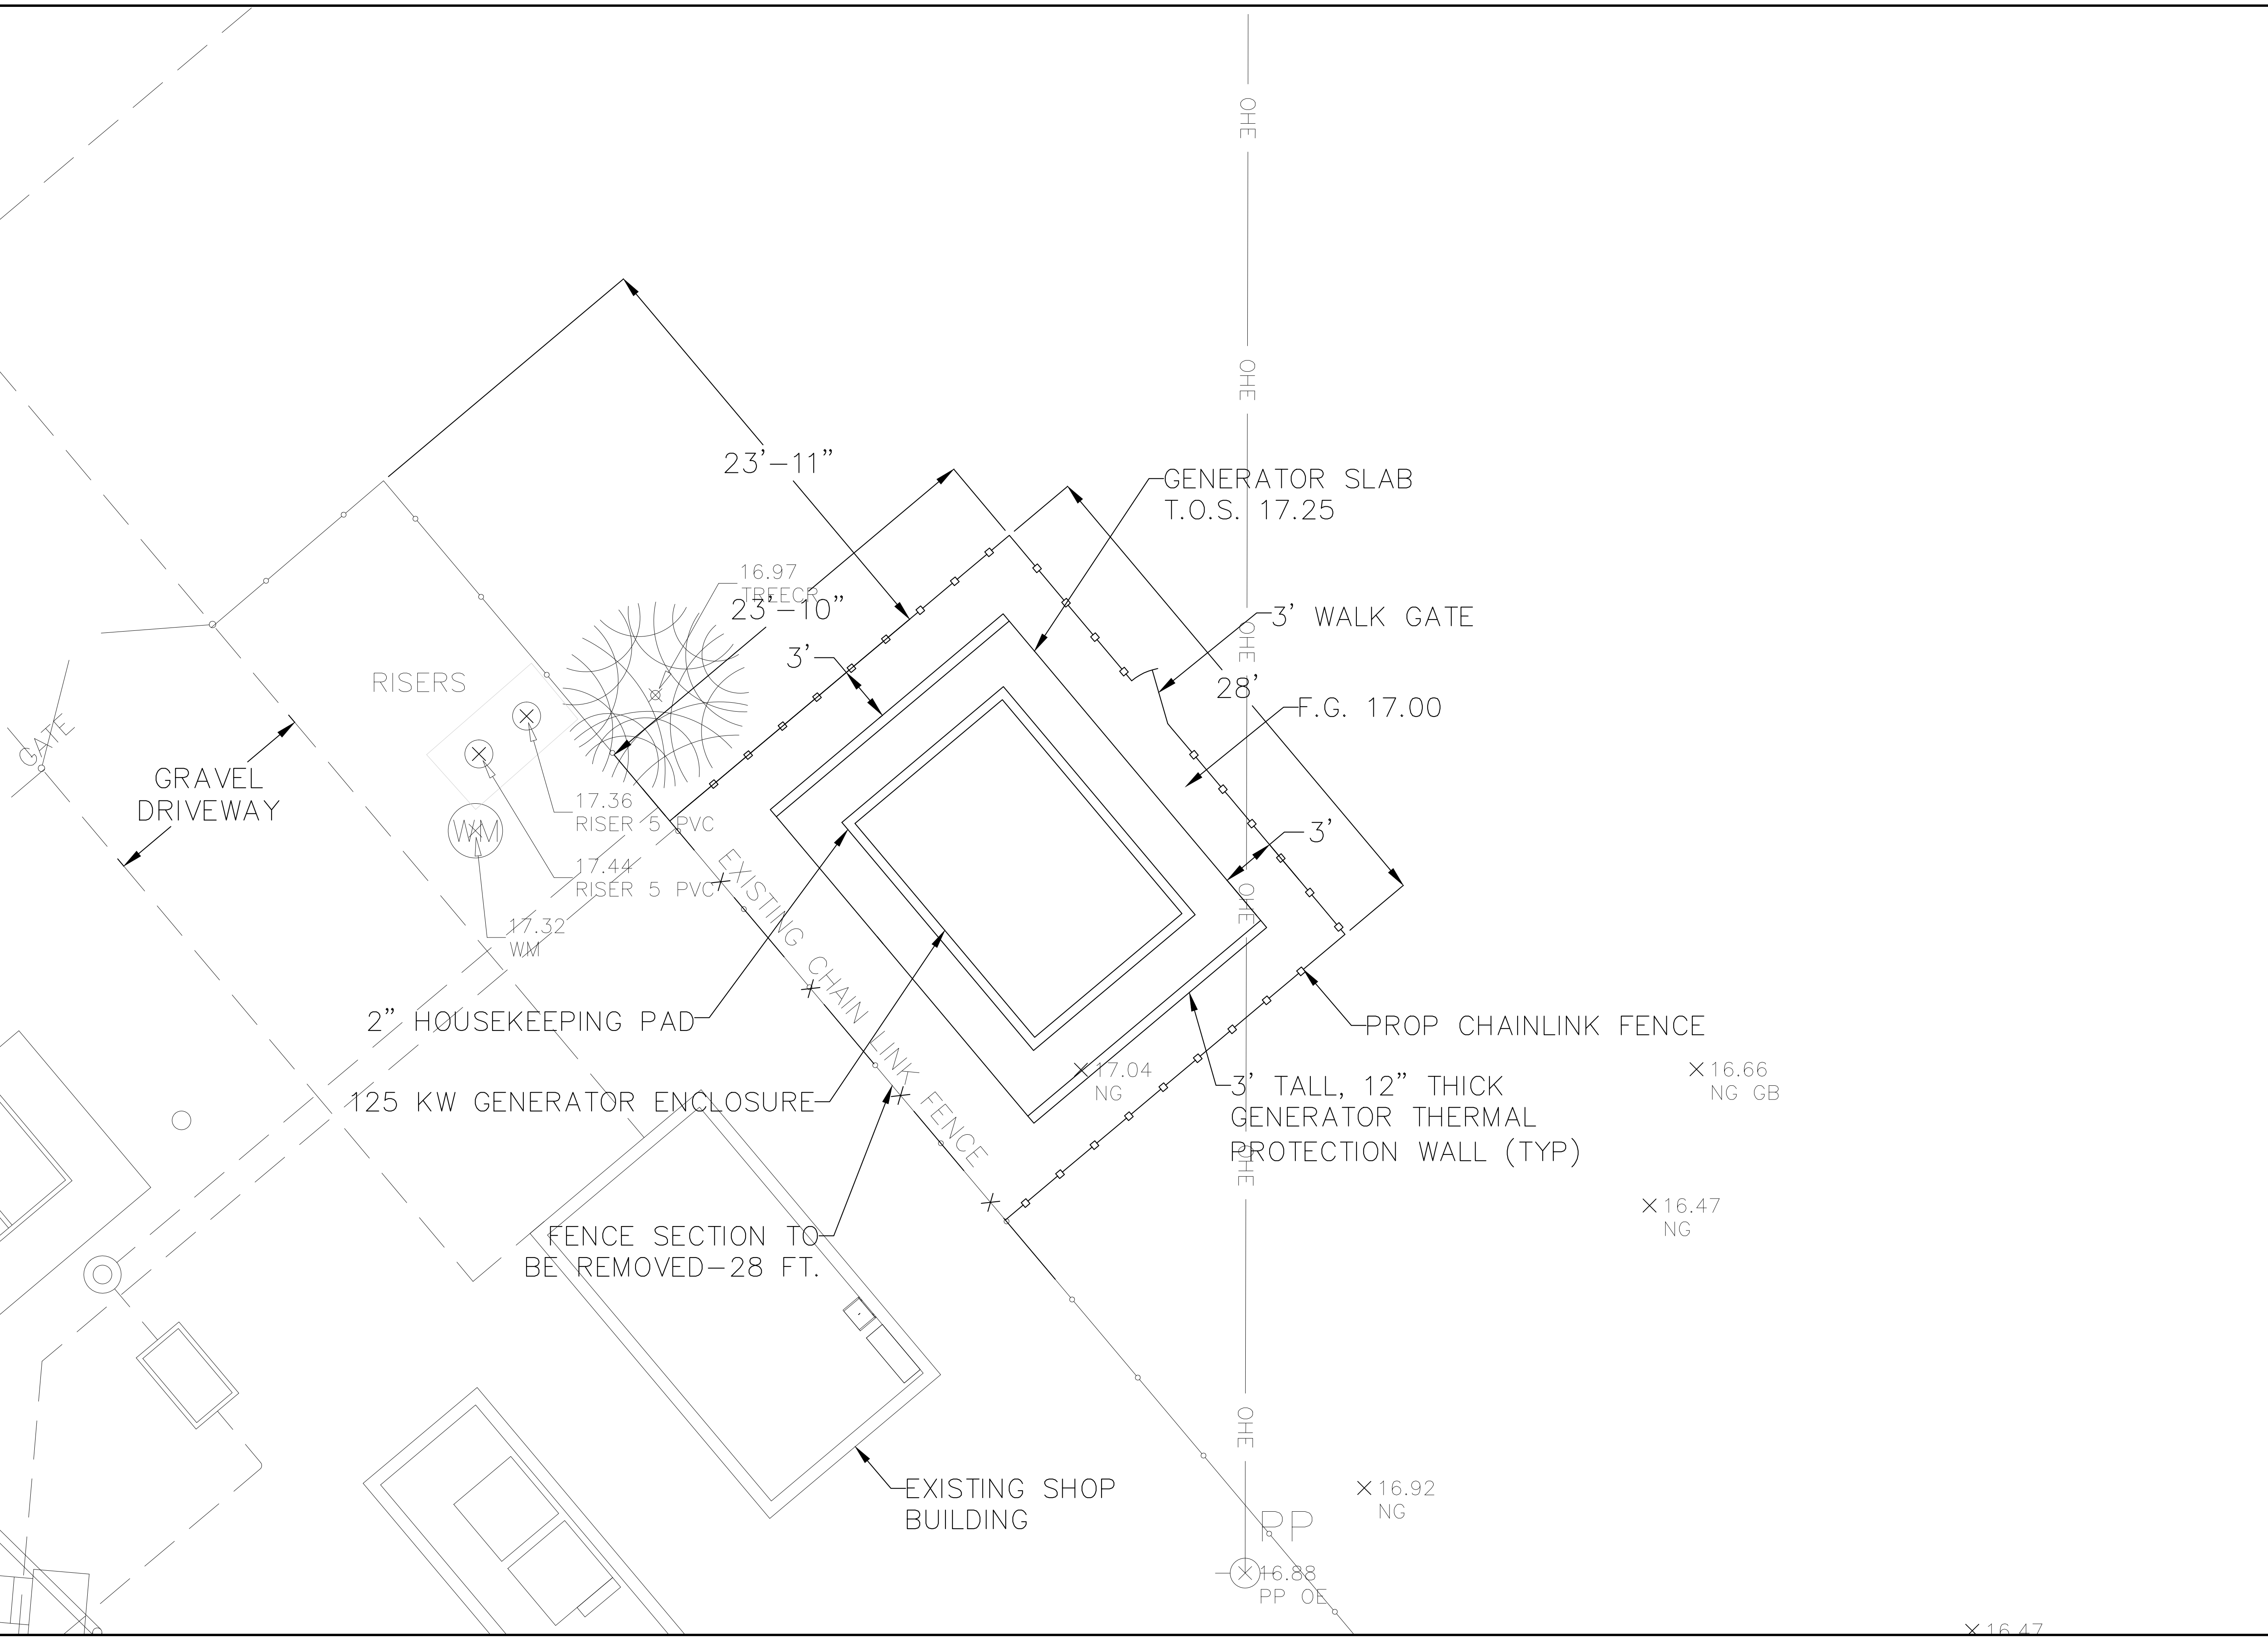 OHE
OHE
23'-11"
GENERATOR SLAB
T.O.S. 17.25
16.97
TREECR
23'-10"
3' WALK GATE
OHE
3'
RISERS
28'
F.G. 17.00
GATE
GRAVEL
DRIVEWAY
17.36
RISER 5 PVC
WM
3'
17.44
RISER 5 PVC
EXISTING CHAIN LINK FENCE
OHE
17.32
WM
2" HOUSEKEEPING PAD
PROP CHAINLINK FENCE
17.04
NG
16.66
NG GB
125 KW GENERATOR ENCLOSURE
3' TALL, 12" THICK
GENERATOR THERMAL
PROTECTION WALL (TYP)
OHE
16.47
NG
FENCE SECTION TO
BE REMOVED-28 FT.
OHE
EXISTING SHOP
BUILDING
16.92
NG
PP
16.88
PP OE
16.47